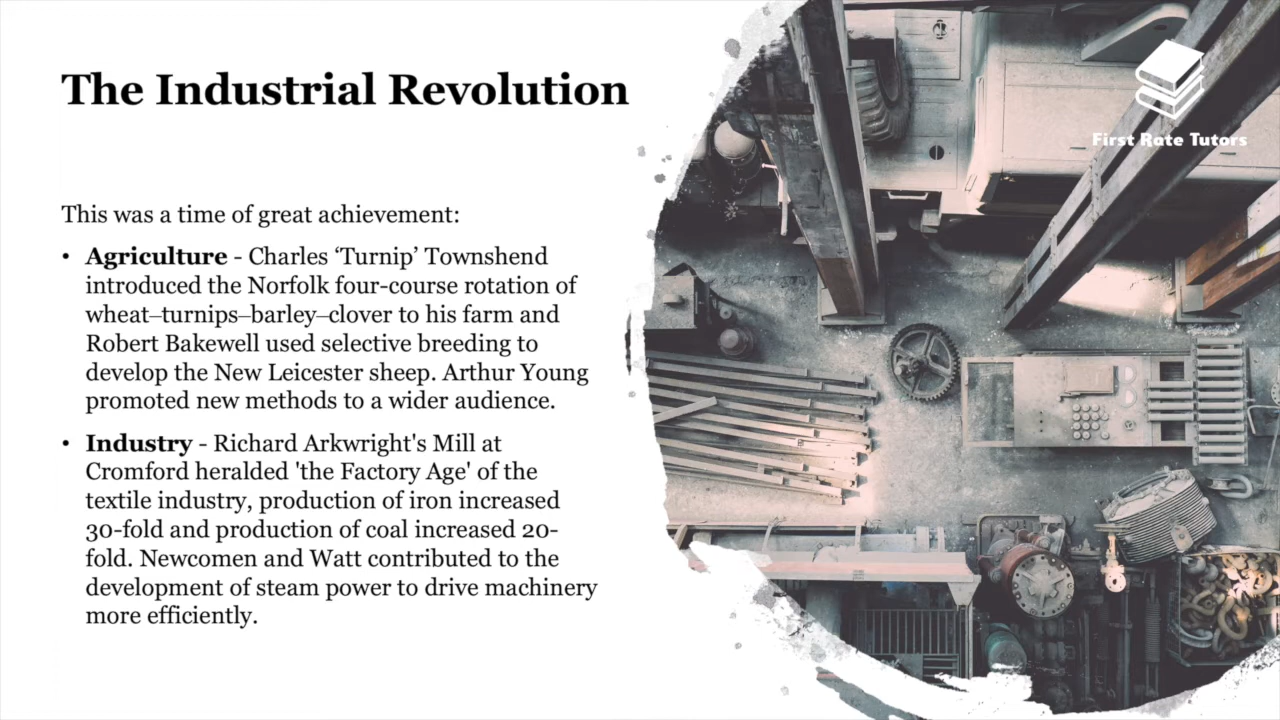 The Industrial Revolution
First Rate Tutors
This was a time of great achievement:
• Agriculture - Charles ‘Turnip’ Townshend
introduced the Norfolk four-course rotation of
wheat–turnips–barley–clover to his farm and
Robert Bakewell used selective breeding to
develop the New Leicester sheep. Arthur Young
promoted new methods to a wider audience.
• Industry - Richard Arkwright's Mill at
Cromford heralded 'the Factory Age' of the
textile industry, production of iron increased
30-fold and production of coal increased 20-
fold. Newcomen and Watt contributed to the
development of steam power to drive machinery
more efficiently.